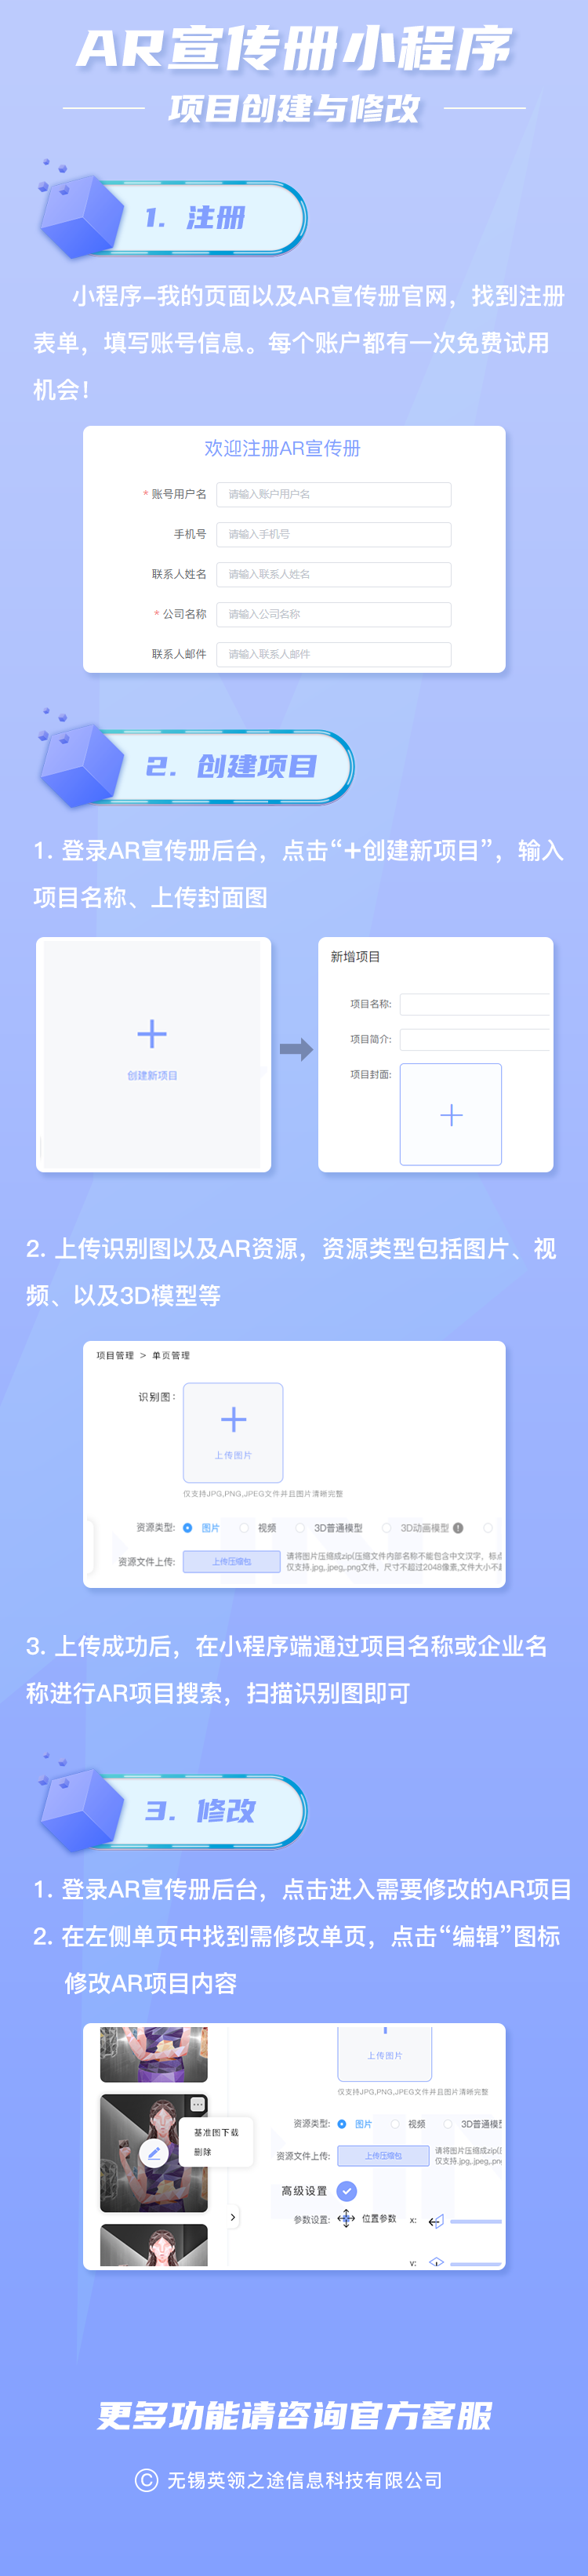 AR宣传册小程序
项目创建与修改
1. 注册
小程序-我的页面以及AR宣传册官网，找到注册
表单，填写账号信息。每个账户都有一次免费试用
机会！
欢迎注册AR宣传册
* 账号用户名 请输入账户用户名
手机号 请输入手机号
联系人姓名 请输入联系人姓名
* 公司名称 请输入公司名称
联系人邮件 请输入联系人邮件
2. 创建项目
1. 登录AR宣传册后台，点击“+创建新项目”，输入
项目名称、上传封面图
创建新项目
新增项目
项目名称:
项目简介:
项目封面:
2. 上传识别图以及AR资源，资源类型包括图片、视
频、以及3D模型等
项目管理 > 单页管理
识别图：
上传图片
仅支持JPG,PNG,JPEG文件并且图片清晰完整
资源类型: 图片 视频 3D普通模型 3D动画模型
资源文件上传: 上传压缩包 请将图片压缩成zip(压缩文件内部名称不能包含中文汉字，标点
仅支持.jpg,.jpeg,.png文件，尺寸不超过2048像素,文件大小不超
3. 上传成功后，在小程序端通过项目名称或企业名
称进行AR项目搜索，扫描识别图即可
3. 修改
1. 登录AR宣传册后台，点击进入需要修改的AR项目
2. 在左侧单页中找到需修改单页，点击“编辑”图标
修改AR项目内容
上传图片
仅支持JPG,PNG,JPEG文件并且图片清晰完整
基准图下载
删除
资源类型: 图片 视频 3D普通模型
资源文件上传: 上传压缩包 请将图片压缩成zip(压
仅支持.jpg,.jpeg,.png
高级设置
参数设置: 位置参数 x:
y:
更多功能请咨询官方客服
© 无锡英领之途信息科技有限公司